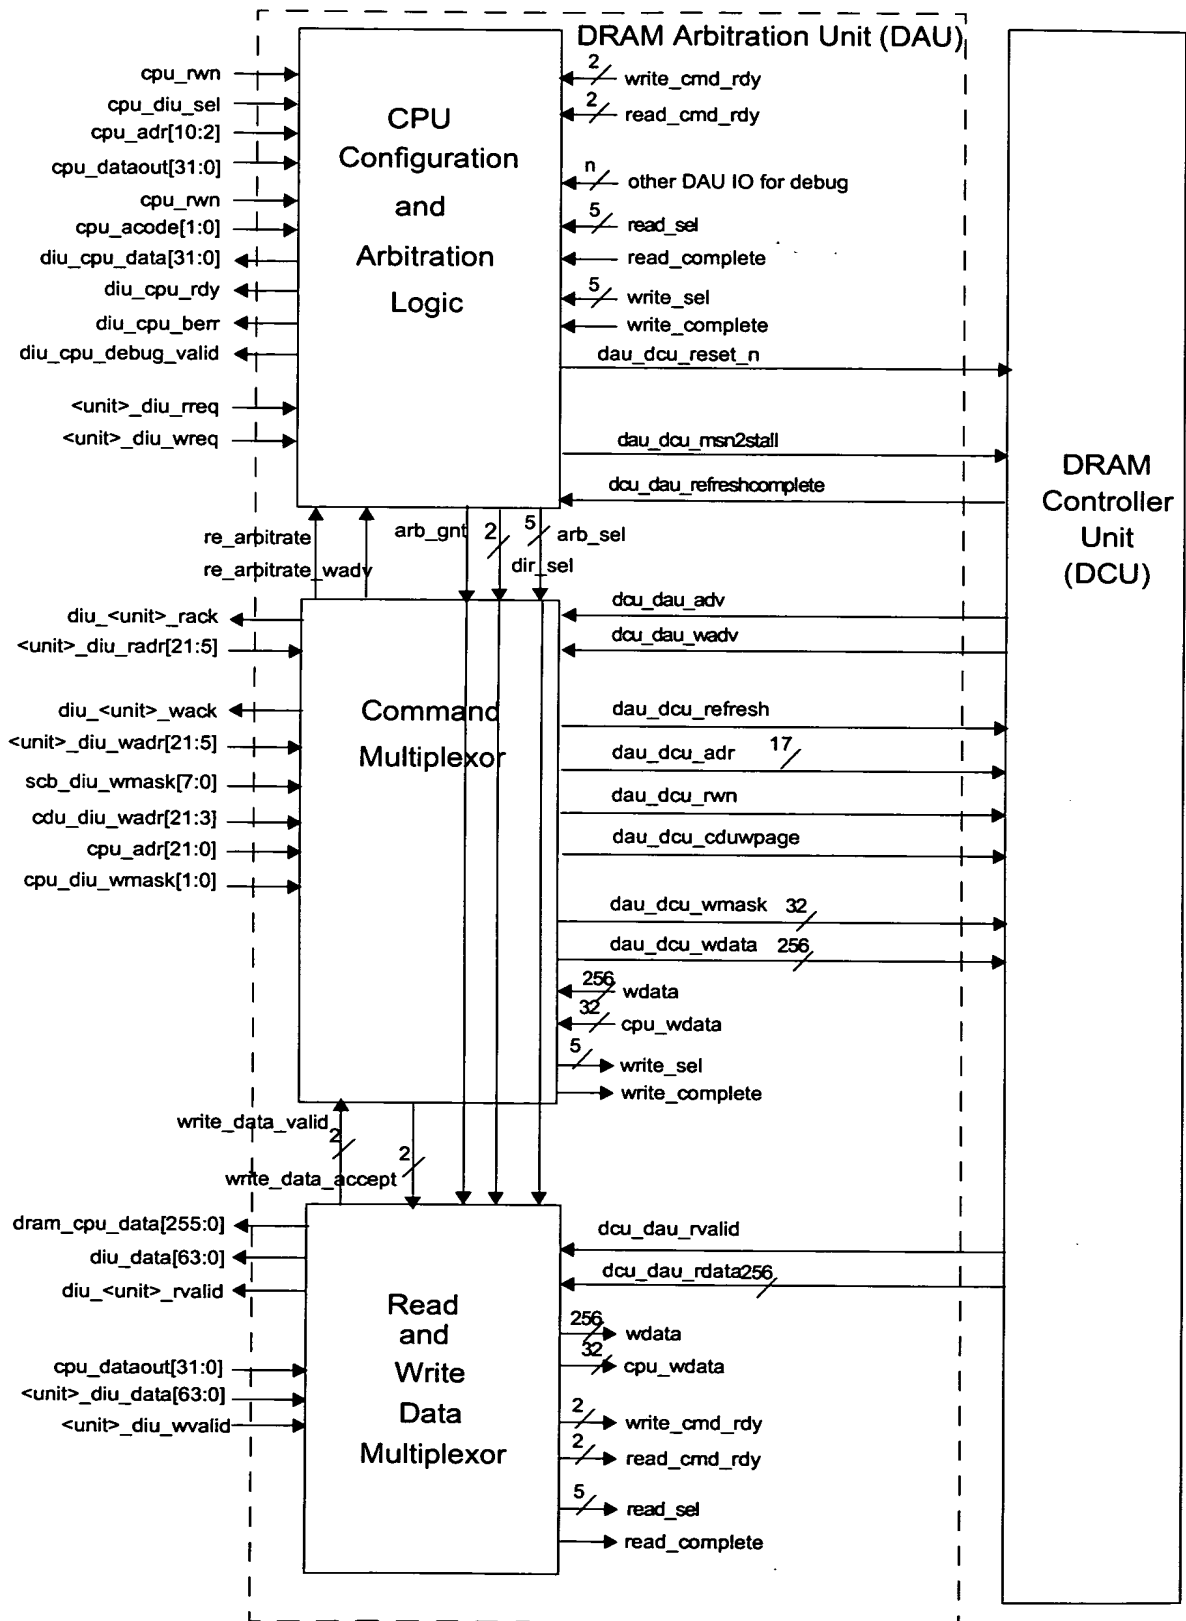 DRAM Arbitration Unit (DAU)
cpu_rwn
cpu_diu_sel
cpu_adr[10:2]
cpu_dataout[31:0]
cpu_rwn
cpu_acode[1:0]
diu_cpu_data[31:0]
diu_cpu_rdy
diu_cpu_berr
diu_cpu_debug_valid
<unit>_diu_rreq
<unit>_diu_wreq
CPU
Configuration
and
Arbitration
Logic
2
write_cmd_rdy
2
read_cmd_rdy
n
other DAU IO for debug
5
read_sel
read_complete
5
write_sel
write_complete
dau_dcu_reset_n
dau_dcu_msn2stall
dcu_dau_refreshcomplete
DRAM
Controller
Unit
(DCU)
re_arbitrate
re_arbitrate_wadv
arb_gnt
2
dir_sel
5
arb_sel
diu_<unit>_rack
<unit>_diu_radr[21:5]
diu_<unit>_wack
<unit>_diu_wadr[21:5]
scb_diu_wmask[7:0]
cdu_diu_wadr[21:3]
cpu_adr[21:0]
cpu_diu_wmask[1:0]
Command
Multiplexor
dcu_dau_adv
dcu_dau_wadv
dau_dcu_refresh
dau_dcu_adr 17
dau_dcu_rwn
dau_dcu_cduwpage
dau_dcu_wmask 32
dau_dcu_wdata 256
256
wdata
32
cpu_wdata
5
write_sel
write_complete
write_data_valid
2
write_data_accept
2
dram_cpu_data[255:0]
diu_data[63:0]
diu_<unit>_rvalid
cpu_dataout[31:0]
<unit>_diu_data[63:0]
<unit>_diu_wvalid
Read
and
Write
Data
Multiplexor
dcu_dau_rvalid
dcu_dau_rdata 256
256
wdata
32
cpu_wdata
2
write_cmd_rdy
2
read_cmd_rdy
5
read_sel
read_complete